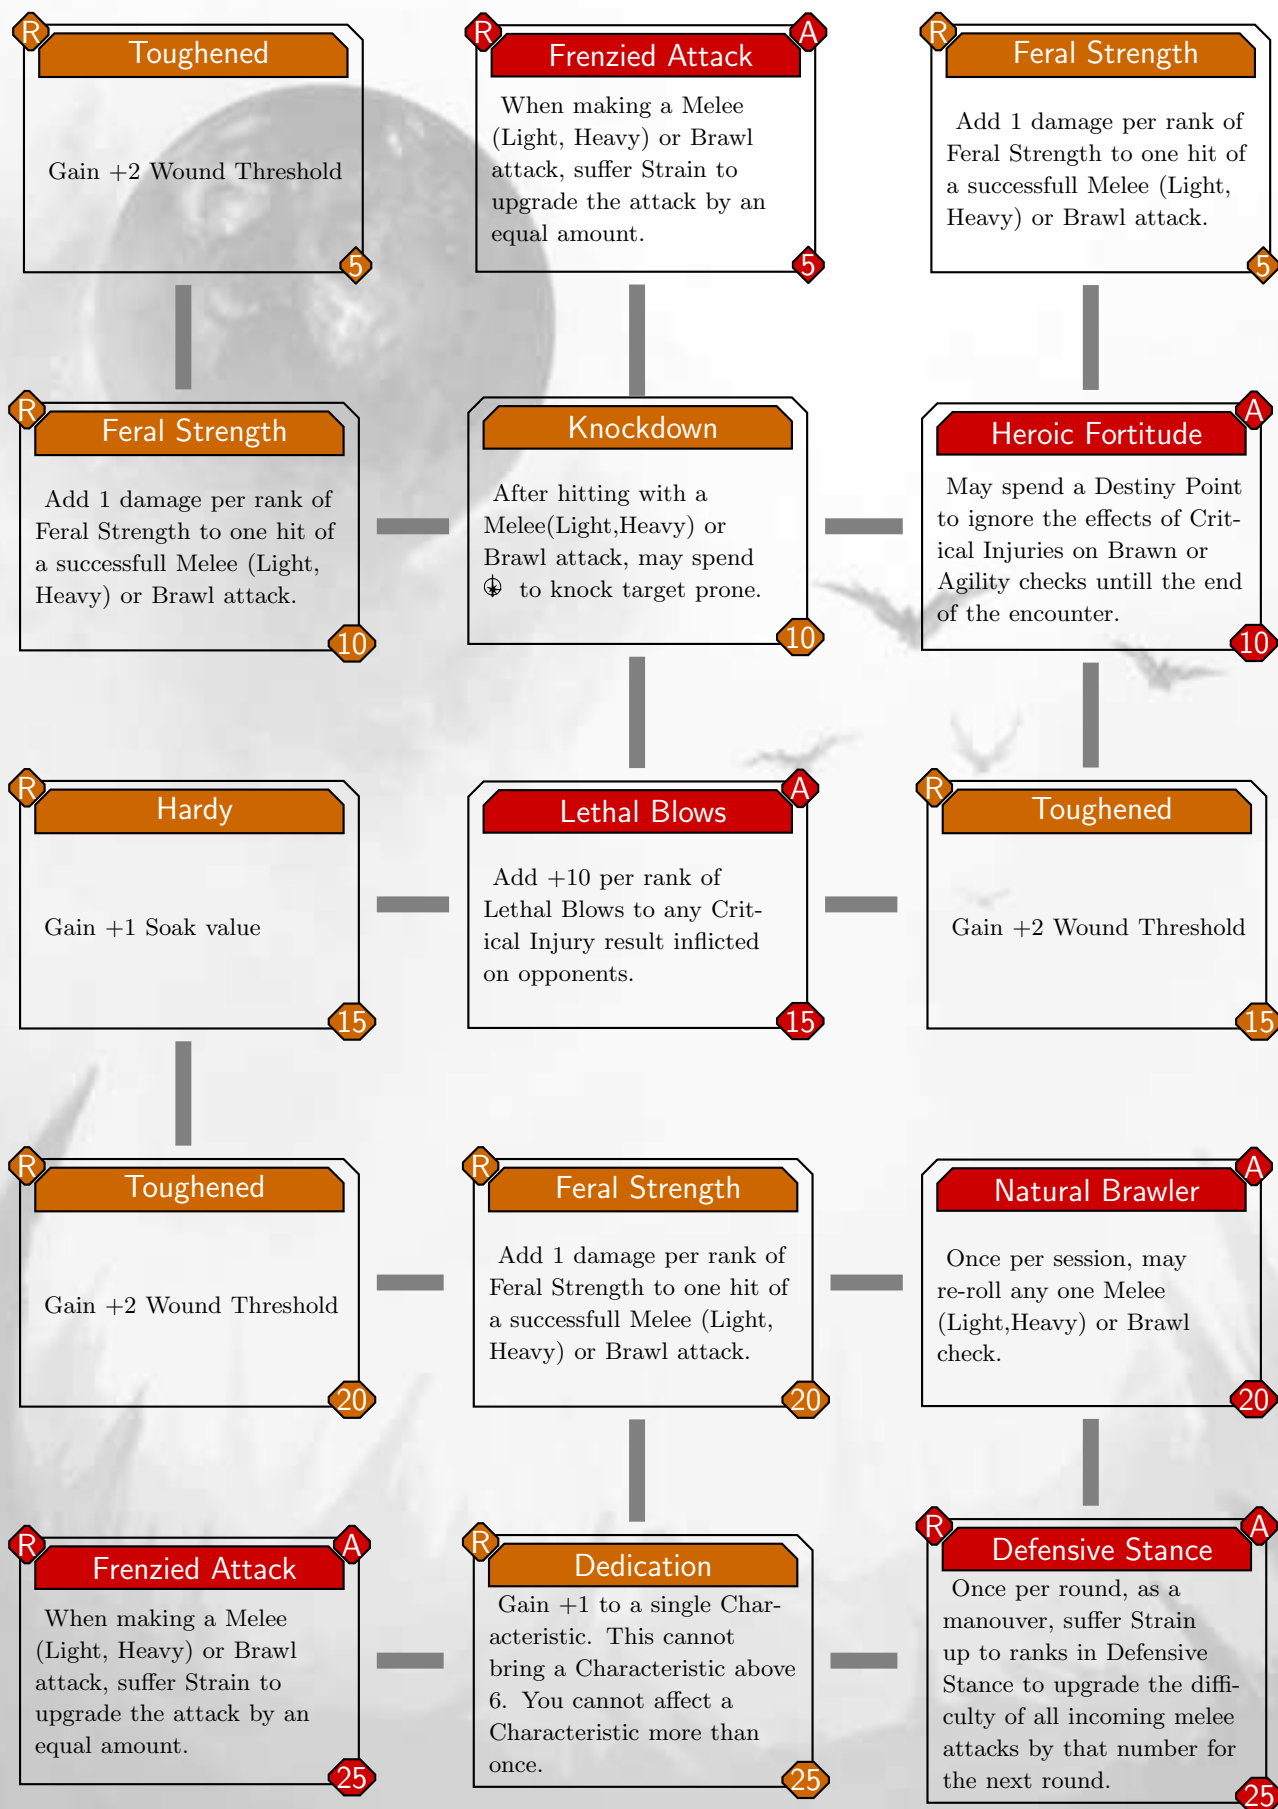 R
Toughened
Gain +2 Wound Threshold
5
R
A
Frenzied Attack
When making a Melee
(Light, Heavy) or Brawl
attack, suffer Strain to
upgrade the attack by an
equal amount.
5
R
Feral Strength
Add 1 damage per rank of
Feral Strength to one hit of
a successfull Melee (Light,
Heavy) or Brawl attack.
5
R
Feral Strength
Add 1 damage per rank of
Feral Strength to one hit of
a successfull Melee (Light,
Heavy) or Brawl attack.
10
Knockdown
After hitting with a
Melee(Light,Heavy) or
Brawl attack, may spend
to knock target prone.
10
A
Heroic Fortitude
May spend a Destiny Point
to ignore the effects of Crit-
ical Injuries on Brawn or
Agility checks untill the end
of the encounter.
10
R
Hardy
Gain +1 Soak value
15
A
Lethal Blows
Add +10 per rank of
Lethal Blows to any Crit-
ical Injury result inflicted
on opponents.
15
R
Toughened
Gain +2 Wound Threshold
15
R
Toughened
Gain +2 Wound Threshold
20
R
Feral Strength
Add 1 damage per rank of
Feral Strength to one hit of
a successfull Melee (Light,
Heavy) or Brawl attack.
20
A
Natural Brawler
Once per session, may
re-roll any one Melee
(Light,Heavy) or Brawl
check.
20
R
A
Frenzied Attack
When making a Melee
(Light, Heavy) or Brawl
attack, suffer Strain to
upgrade the attack by an
equal amount.
25
R
Dedication
Gain +1 to a single Char-
acteristic. This cannot
bring a Characteristic above
6. You cannot affect a
Characteristic more than
once.
25
R
A
Defensive Stance
Once per round, as a
manouver, suffer Strain
up to ranks in Defensive
Stance to upgrade the diffi-
culty of all incoming melee
attacks by that number for
the next round.
25